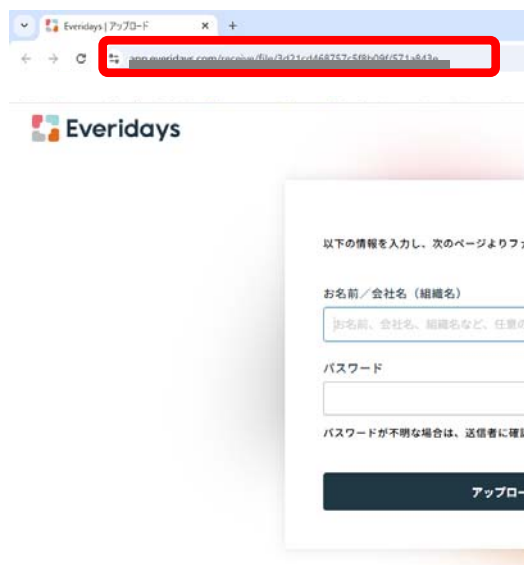 Everidays | アップロード
Everidays
以下の情報を入力し、次のページよりファ
お名前／会社名（組織名）
お名前、会社名、組織名など、任意の
パスワード
パスワードが不明な場合は、送信者に確認
アップロー